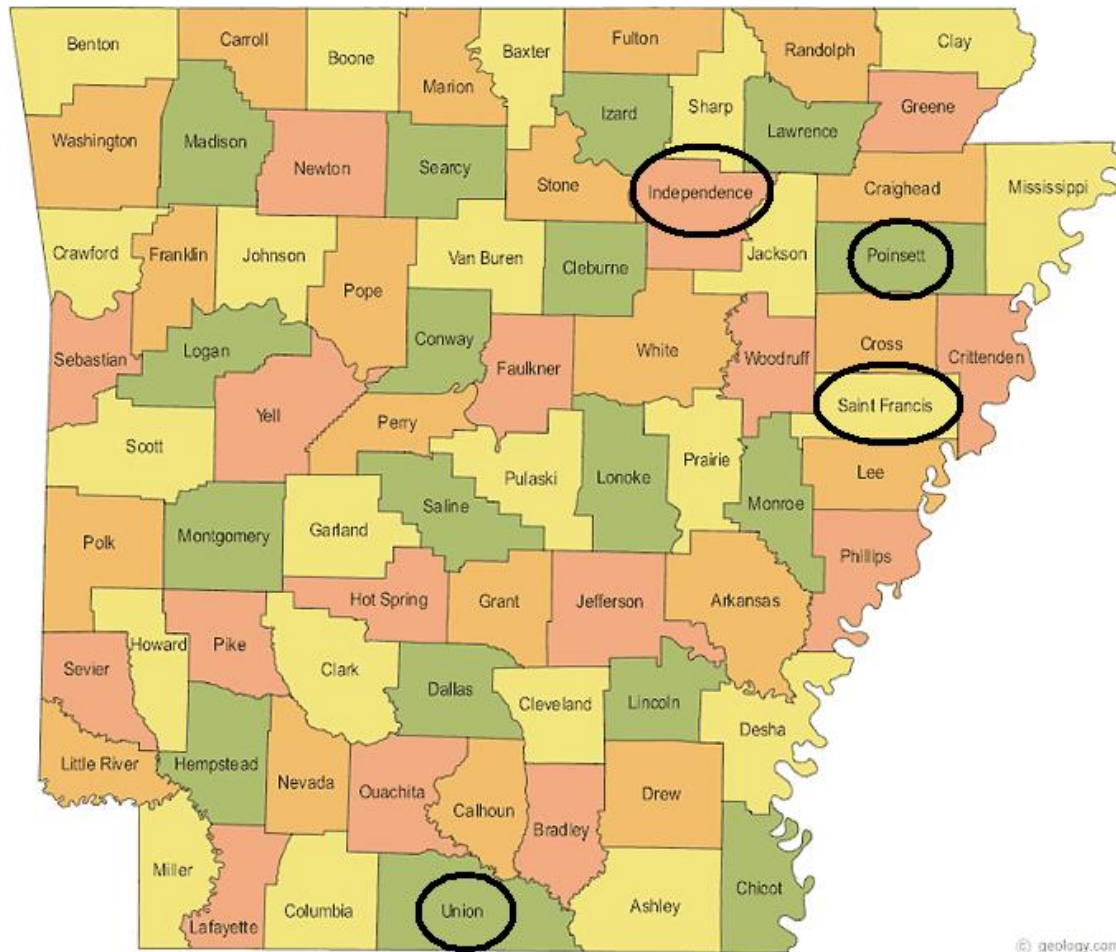 Benton
Carroll
Boone
Marion
Baxter
Fulton
Randolph
Clay
Izard
Sharp
Lawrence
Greene
Washington
Madison
Newton
Searcy
Stone
Independence
Craighead
Mississippi
Crawford
Franklin
Johnson
Pope
Van Buren
Cleburne
Jackson
Poinsett
Sebastian
Logan
Conway
Faulkner
White
Woodruff
Cross
Crittenden
Yell
Perry
Saint Francis
Scott
Pulaski
Lonoke
Prairie
Lee
Saline
Monroe
Garland
Montgomery
Polk
Phillips
Hot Spring
Grant
Jefferson
Arkansas
Howard
Pike
Sevier
Clark
Dallas
Cleveland
Lincoln
Desha
Little River
Hempstead
Nevada
Ouachita
Calhoun
Drew
Bradley
Miller
Lafayette
Columbia
Union
Ashley
Chicot
© geology.com